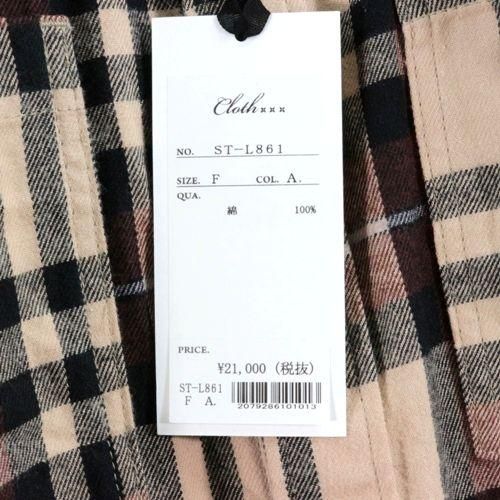 Cloth×××
NO. ST-L861
SIZE. F COL. A.
QUA.
綿 100%
PRICE.
¥21,000 (税抜)
ST-L861
F A.
2079286101013